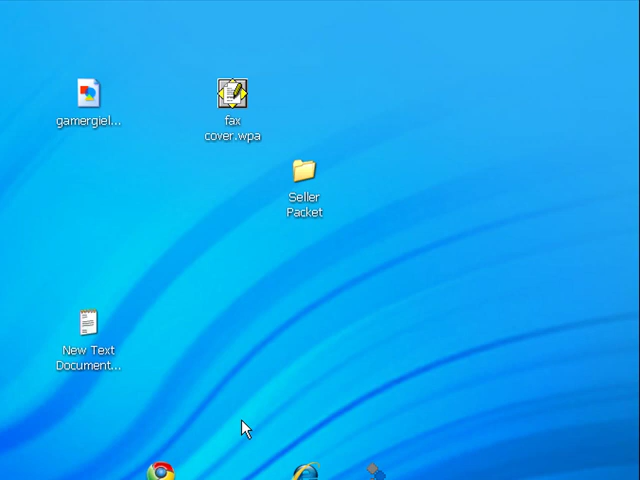 gamergiel...
fax
cover.wpa
Seller
Packet
New Text
Document...